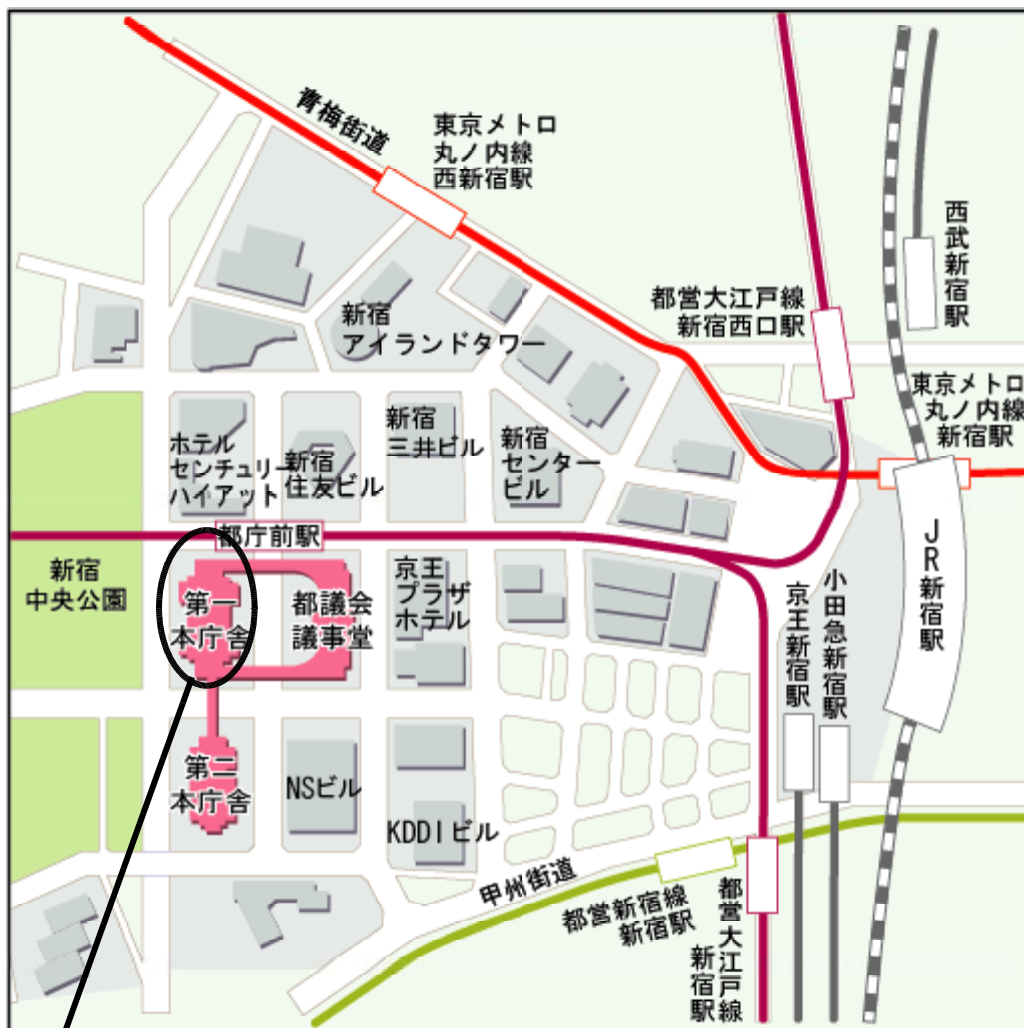 青梅街道
東京メトロ
丸ノ内線
西新宿駅
西武新宿駅
都営大江戸線
新宿西口駅
新宿
アイランドタワー
東京メトロ
丸ノ内線
新宿駅
ホテル
センチュリー
ハイアット
新宿
住友ビル
新宿
三井ビル
新宿
センター
ビル
都庁前駅
JR新宿駅
新宿
中央公園
第一
本庁舎
都議会
議事堂
京王
プラザ
ホテル
京王新宿駅
小田急新宿駅
第二
本庁舎
NSビル
KDDIビル
甲州街道
都営新宿線
新宿駅
都営大江戸線
新宿駅